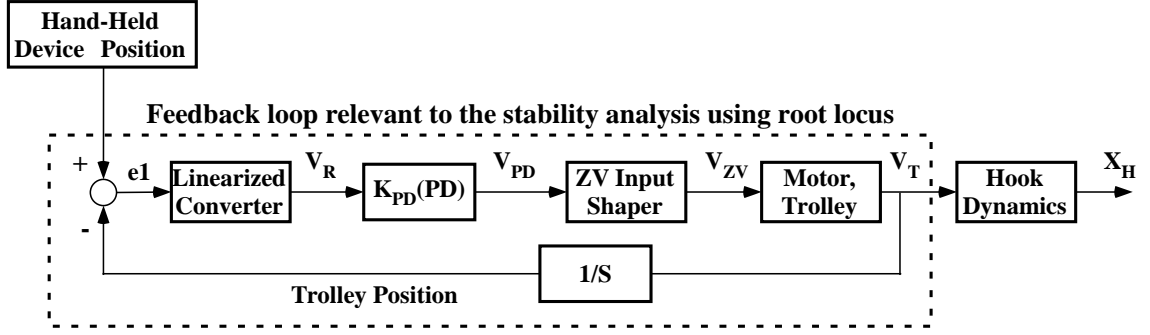 Hand-Held
Device Position
Feedback loop relevant to the stability analysis using root locus
+
e1
-
Linearized
Converter
V_R
K_PD(PD)
V_PD
ZV Input
Shaper
V_ZV
Motor,
Trolley
V_T
Hook
Dynamics
X_H
1/S
Trolley Position